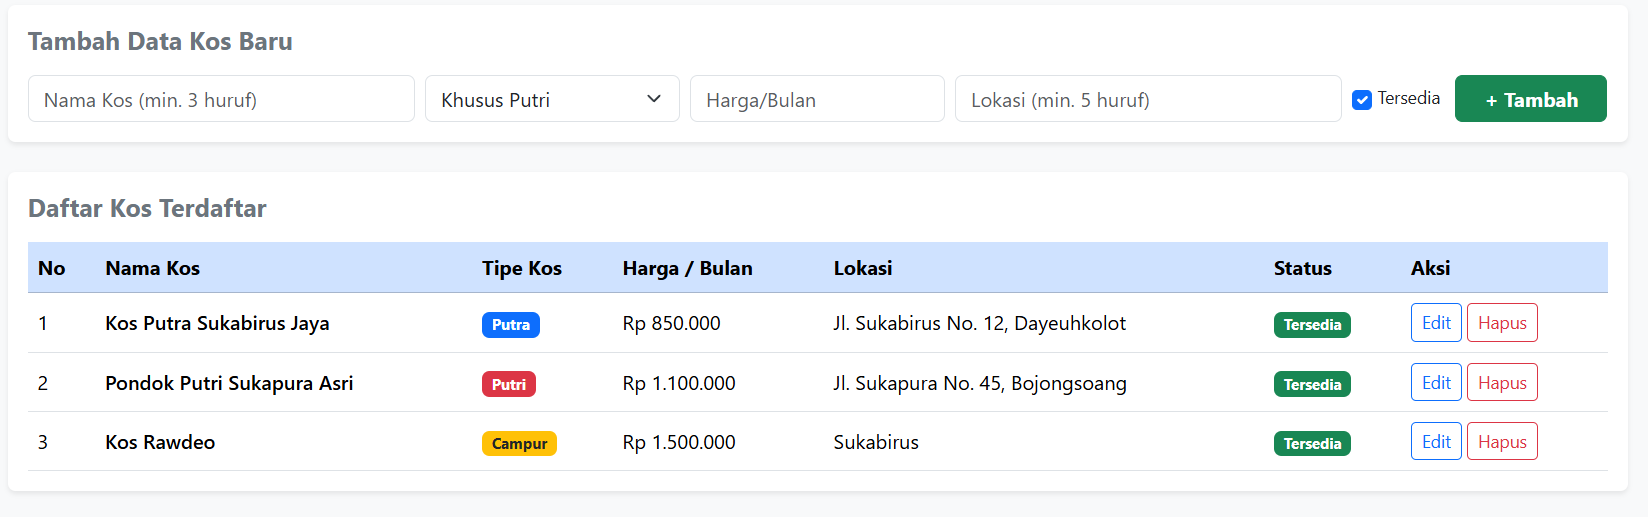 Tambah Data Kos Baru
Nama Kos (min. 3 huruf) Khusus Putri Harga/Bulan Lokasi (min. 5 huruf) Tersedia + Tambah
Daftar Kos Terdaftar
No Nama Kos Tipe Kos Harga / Bulan Lokasi Status Aksi
1 Kos Putra Sukabirus Jaya Putra Rp 850.000 Jl. Sukabirus No. 12, Dayeuhkolot Tersedia Edit Hapus
2 Pondok Putri Sukapura Asri Putri Rp 1.100.000 Jl. Sukapura No. 45, Bojongsoang Tersedia Edit Hapus
3 Kos Rawdeo Campur Rp 1.500.000 Sukabirus Tersedia Edit Hapus